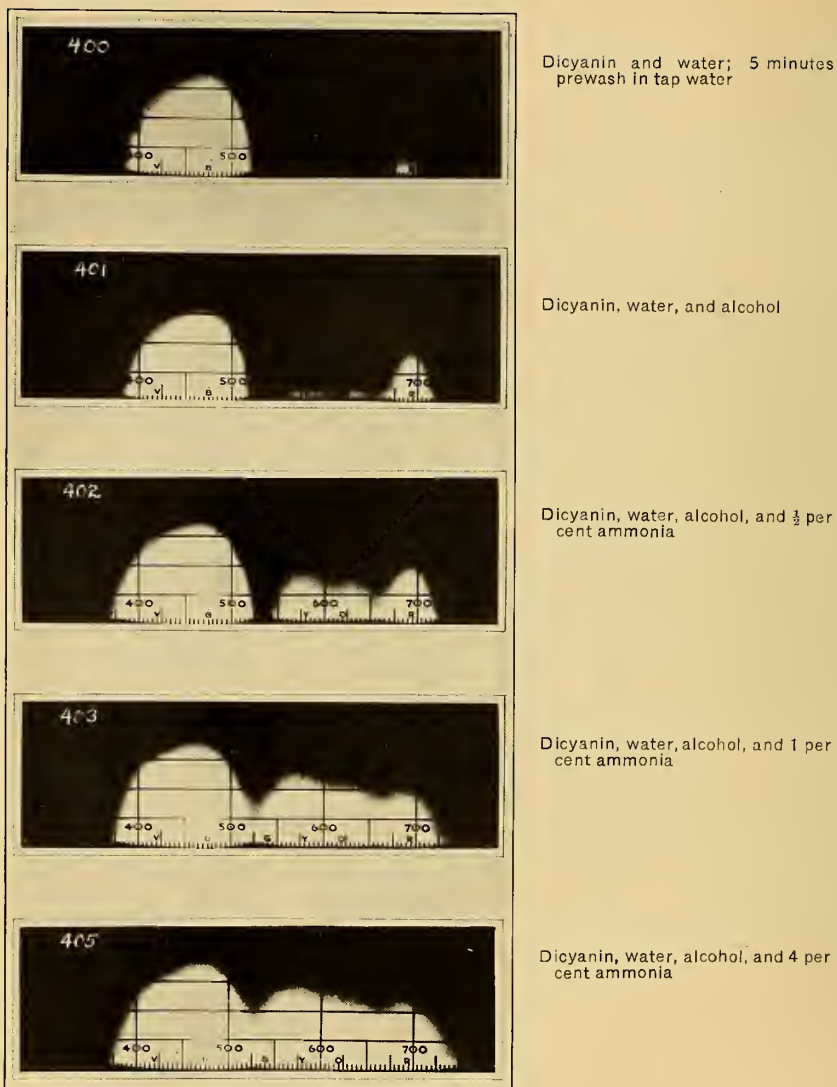 400
Dicyanin and water; 5 minutes
prewash in tap water
400 500
V B
401
Dicyanin, water, and alcohol
400 500 700
V B R
402
Dicyanin, water, alcohol, and ½ per
cent ammonia
400 500 600 700
V G Y O R
403
Dicyanin, water, alcohol, and 1 per
cent ammonia
400 500 600 700
V G Y O R
405
Dicyanin, water, alcohol, and 4 per
cent ammonia
400 500 600 700
V G Y O R